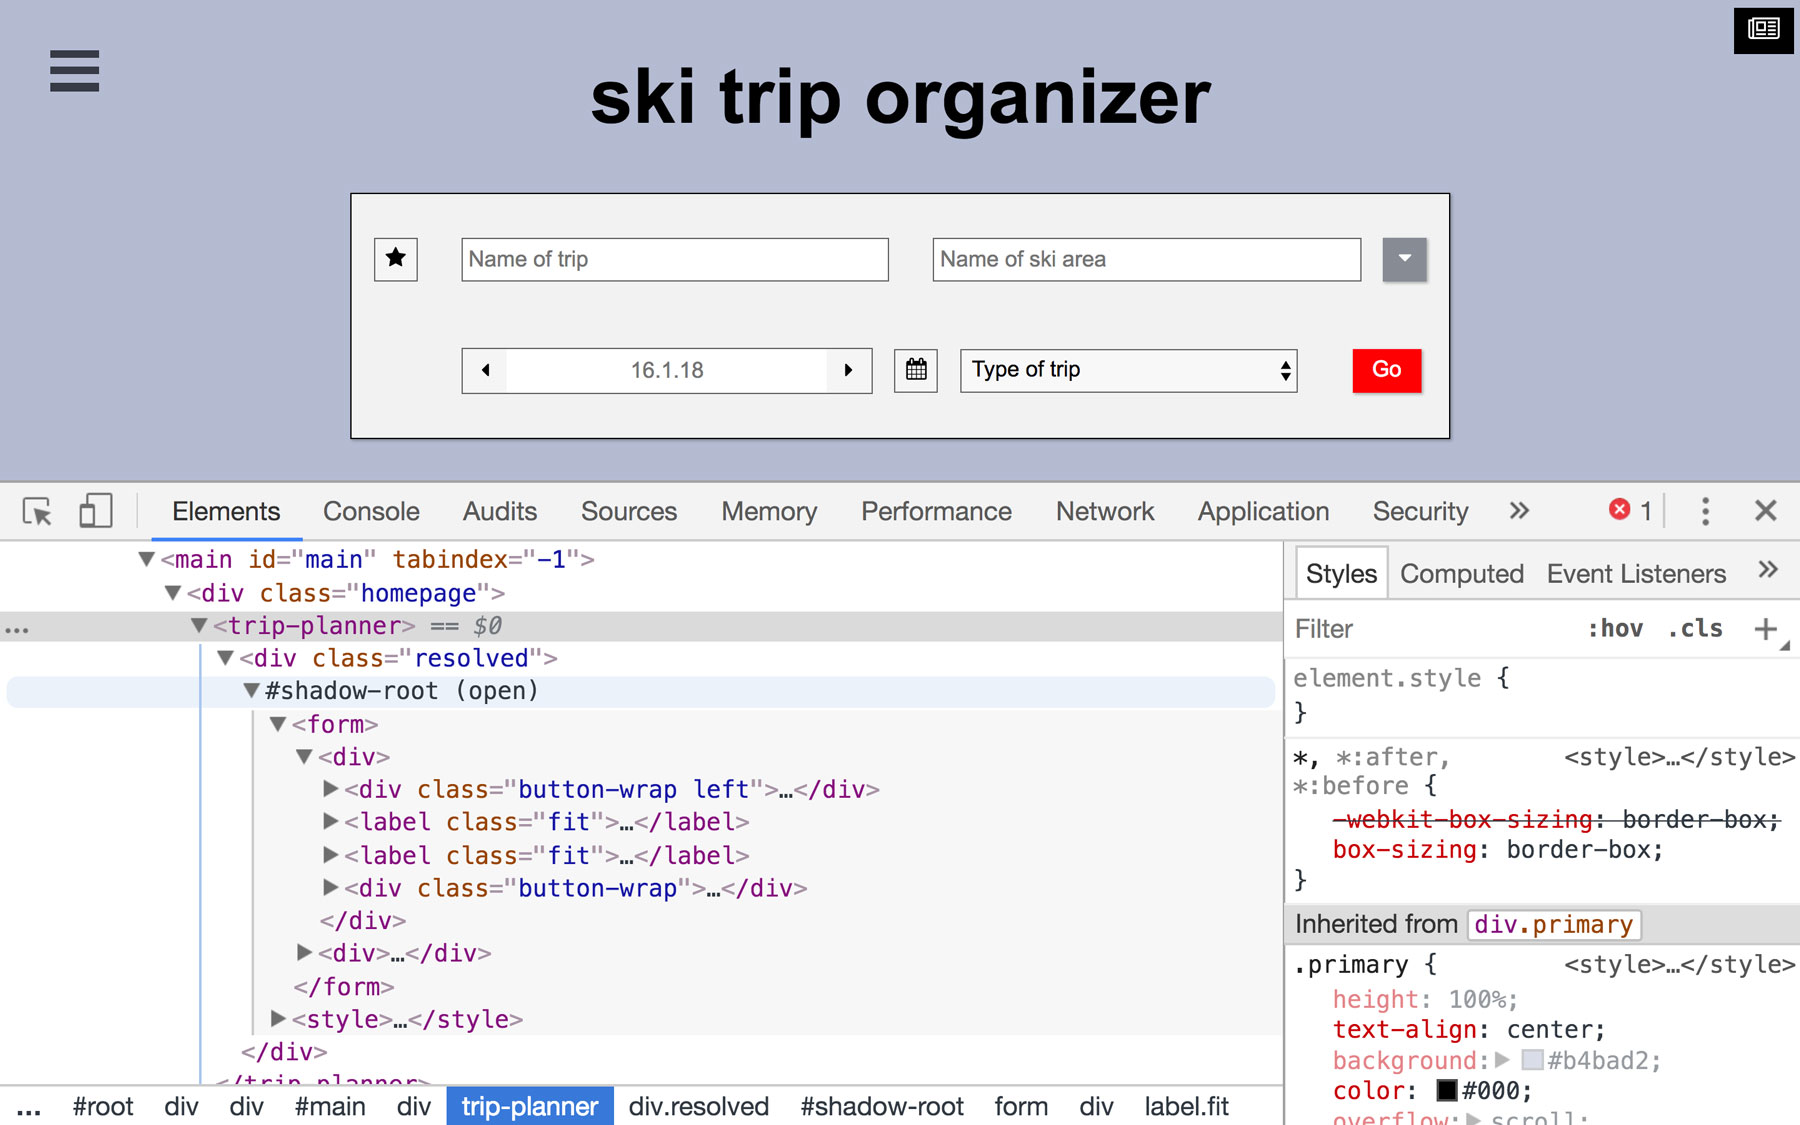 ski trip organizer
Name of trip
Name of ski area
16.1.18
Type of trip
Go
Elements Console Audits Sources Memory Performance Network Application Security » 1
<main id="main" tabindex="-1">
<div class="homepage">
… <trip-planner> == $0
<div class="resolved">
#shadow-root (open)
<form>
<div>
<div class="button-wrap left">…</div>
<label class="fit">…</label>
<label class="fit">…</label>
<div class="button-wrap">…</div>
</div>
<div>…</div>
</form>
<style>…</style>
</div>
</trip-planner>
... #root div div #main div trip-planner div.resolved #shadow-root form div label.fit
Styles Computed Event Listeners »
Filter :hov .cls +
element.style {
}
*, *:after, <style>…</style>
*:before {
-webkit-box-sizing: border-box;
box-sizing: border-box;
}
Inherited from div.primary
.primary { <style>…</style>
height: 100%;
text-align: center;
background: #b4bad2;
color: #000;
overflow: scroll;